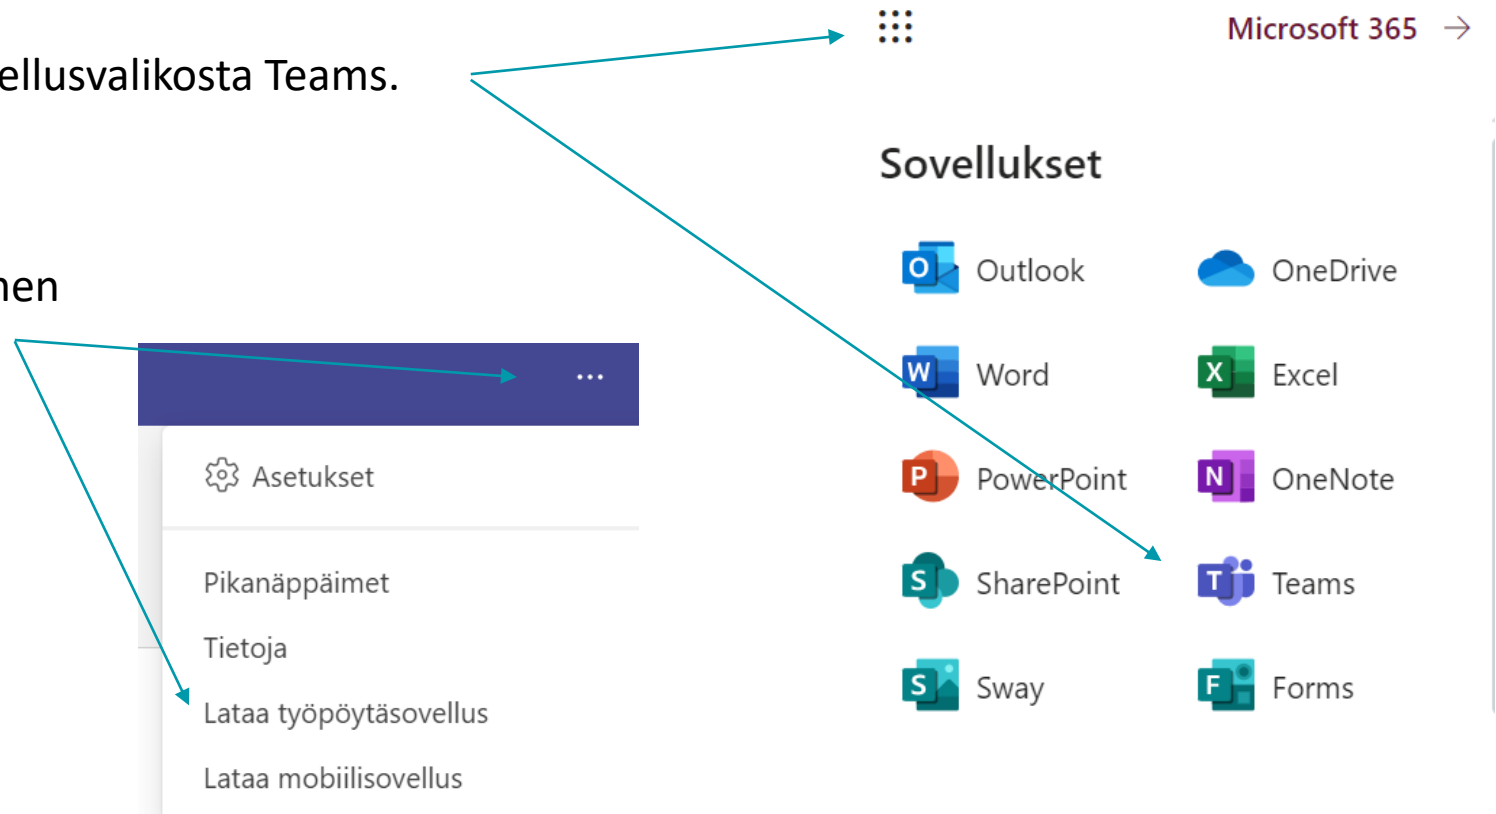 ellusvalikosta Teams.
nen
...
Asetukset
Pikanäppäimet
Tietoja
Lataa työpöytäsovellus
Lataa mobiilisovellus
Microsoft 365 →
Sovellukset
O Outlook
OneDrive
W Word
X Excel
P PowerPoint
N OneNote
S SharePoint
T Teams
S Sway
F Forms